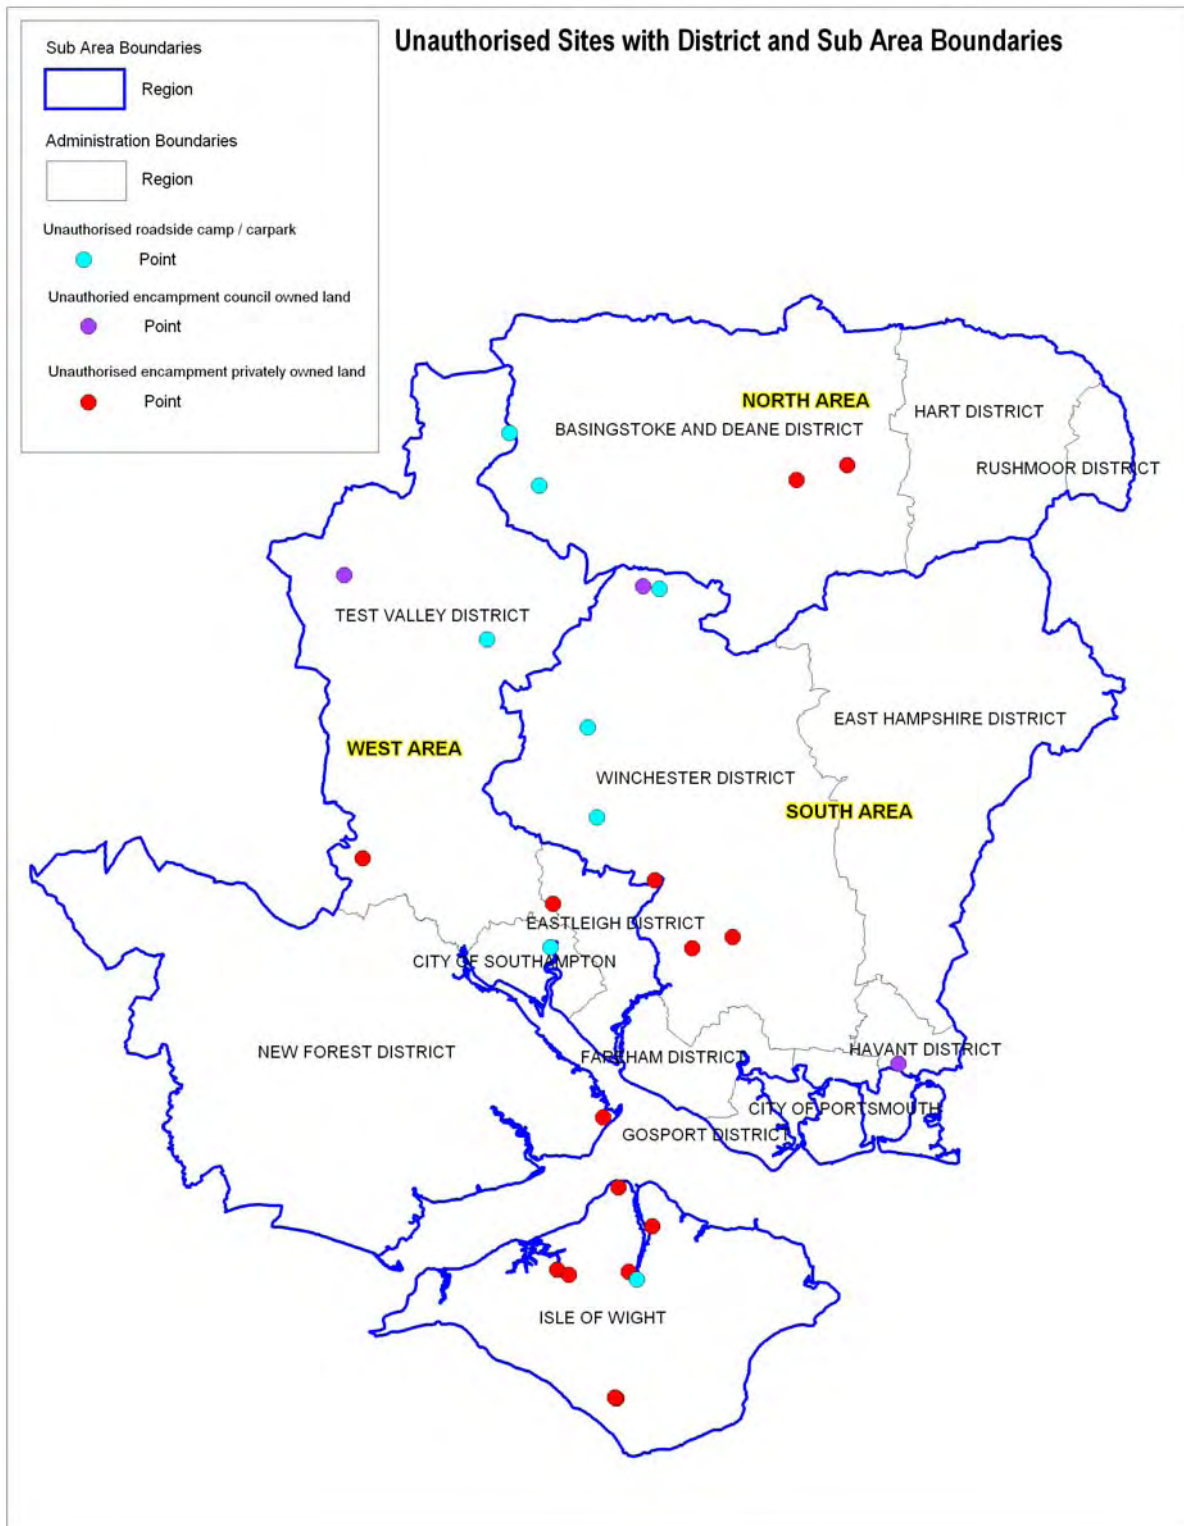 Unauthorised Sites with District and Sub Area Boundaries
Sub Area Boundaries
Region
Administration Boundaries
Region
Unauthorised roadside camp / carpark
Point
Unauthoried encampment council owned land
Point
Unauthorised encampment privately owned land
Point
NORTH AREA
HART DISTRICT
BASINGSTOKE AND DEANE DISTRICT
RUSHMOOR DISTRICT
TEST VALLEY DISTRICT
EAST HAMPSHIRE DISTRICT
WEST AREA
WINCHESTER DISTRICT
SOUTH AREA
EASTLEIGH DISTRICT
CITY OF SOUTHAMPTON
NEW FOREST DISTRICT
FAREHAM DISTRICT
HAVANT DISTRICT
CITY OF PORTSMOUTH
GOSPORT DISTRICT
ISLE OF WIGHT